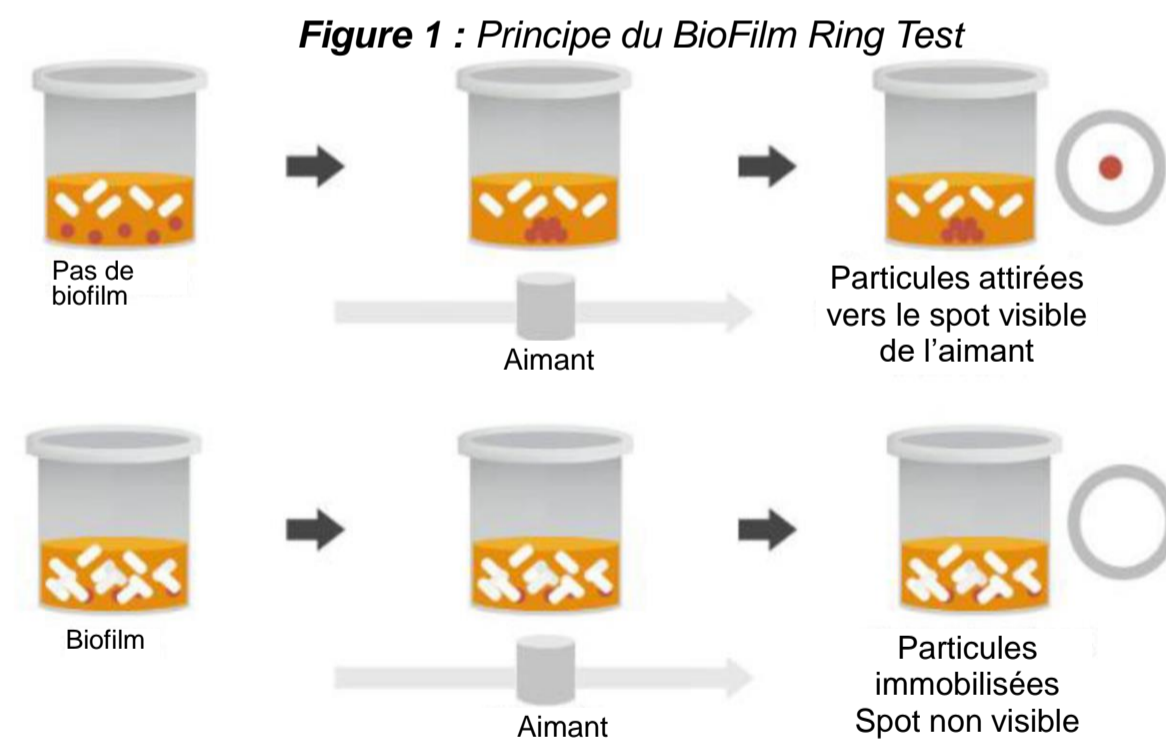 Figure 1 : Principe du BioFilm Ring Test
Pas de
biofilm
Aimant
Particules attirées
vers le spot visible
de l'aimant
Biofilm
Aimant
Particules
immobilisées
Spot non visible